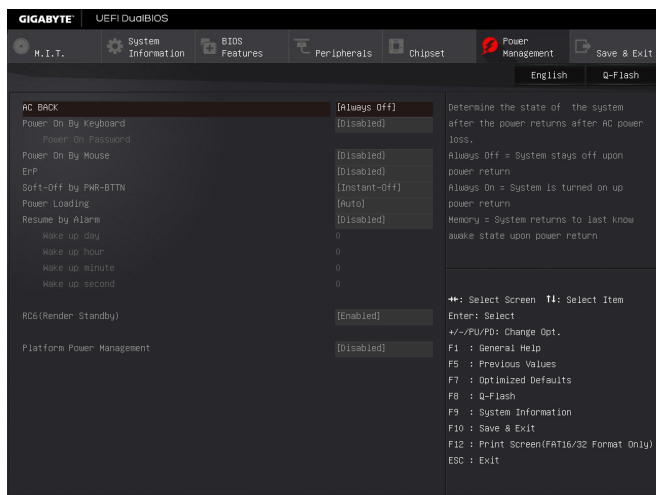 GIGABYTE™ UEFI DualBIOS
M.I.T. System Information BIOS Features Peripherals Chipset Power Management Save & Exit
English Q-Flash
AC BACK [Always Off]
Power On By Keyboard [Disabled]
Power On Password
Power On By Mouse [Disabled]
ErP [Disabled]
Soft-Off by PWR-BTTN [Instant-Off]
Power Loading [Auto]
Resume by Alarm [Disabled]
Wake up day 0
Wake up hour 0
Wake up minute 0
Wake up second 0
RC6(Render Standby) [Enabled]
Platform Power Management [Disabled]
Determine the state of the system
after the power returns after AC power
loss.
Always Off = System stays off upon
power return
Always On = System is turned on up
power return
Memory = System returns to last know
awake state upon power return
→←: Select Screen ↑↓: Select Item
Enter: Select
+/-/PU/PD: Change Opt.
F1 : General Help
F5 : Previous Values
F7 : Optimized Defaults
F8 : Q-Flash
F9 : System Information
F10 : Save & Exit
F12 : Print Screen(FAT16/32 Format Only)
ESC : Exit